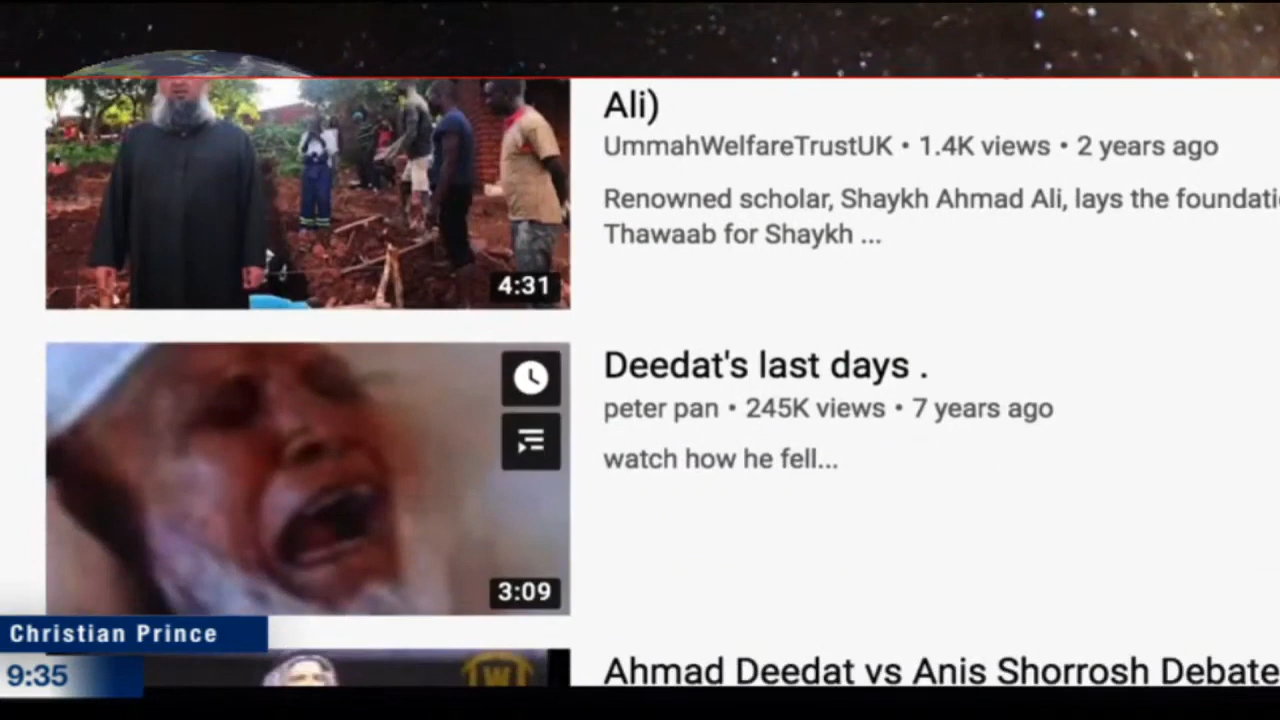 Ali)
UmmahWelfareTrustUK • 1.4K views • 2 years ago
Renowned scholar, Shaykh Ahmad Ali, lays the foundati
Thawaab for Shaykh ...
4:31
Deedat's last days .
peter pan • 245K views • 7 years ago
watch how he fell...
3:09
Christian Prince
9:35
W
Ahmad Deedat vs Anis Shorrosh Debate